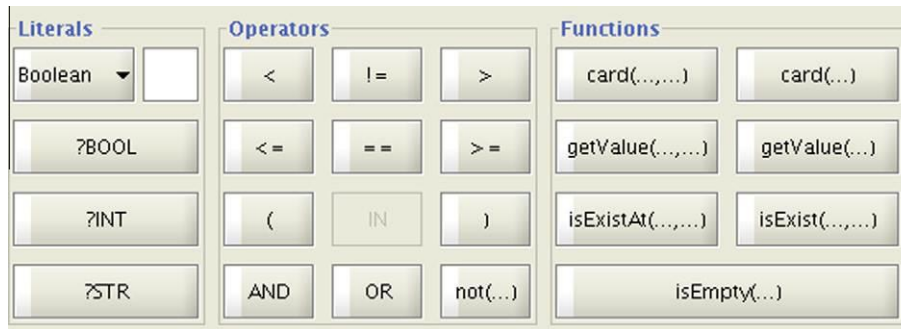 Literals Operators Functions
Boolean < != > card(...,...) card(...)
?BOOL <= == >= getValue(...,...) getValue(...)
?INT ( IN ) isExistAt(...,...) isExist(...,...)
?STR AND OR not(...) isEmpty(...)